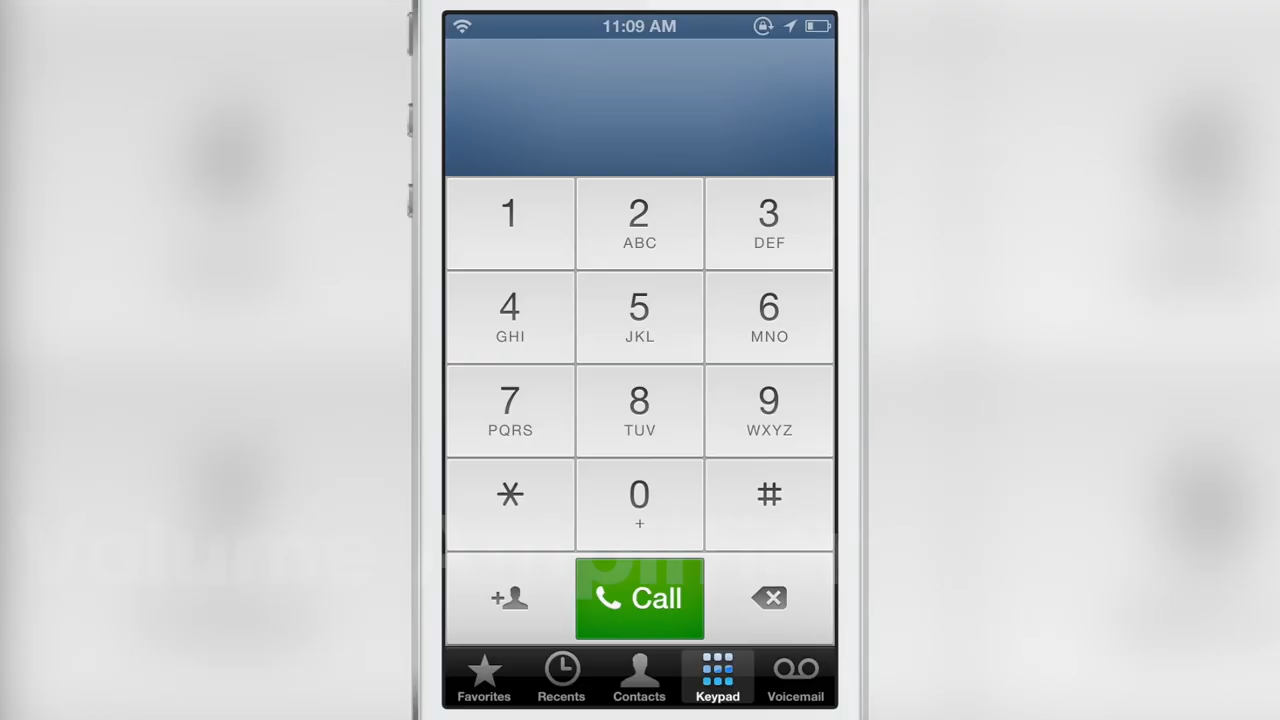 11:09 AM
1
2
ABC
3
DEF
4
GHI
5
JKL
6
MNO
7
PQRS
8
TUV
9
WXYZ
*
0
+
#
+
Call
Favorites
Recents
Contacts
Keypad
Voicemail